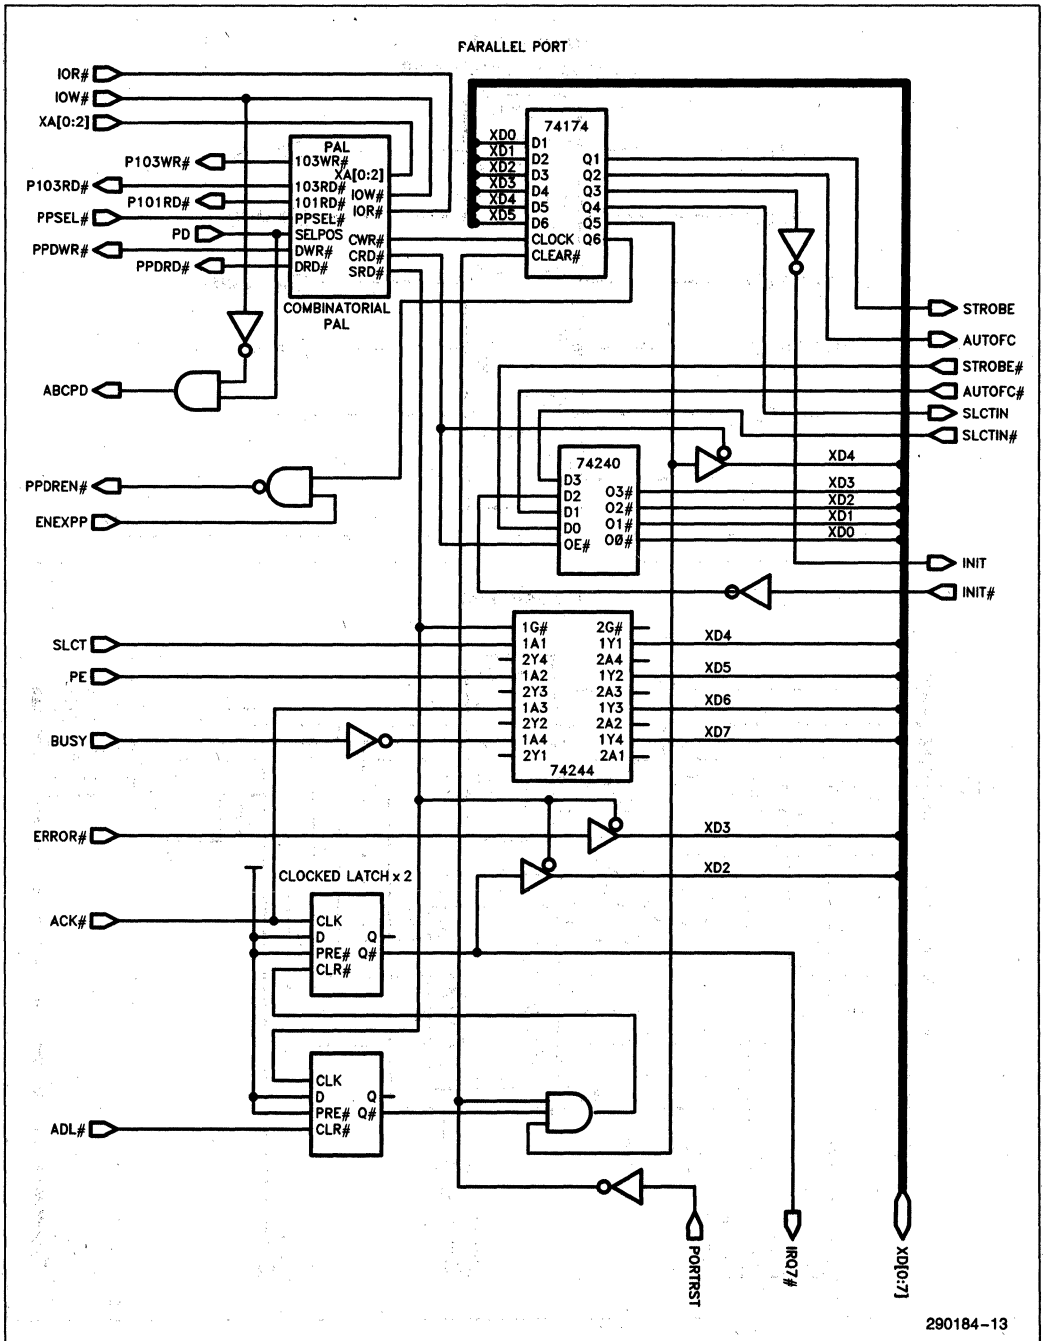 PARALLEL PORT
IOR#
IOW#
XA[0:2]
P103WR#
P103RD#
P101RD#
PPSEL#
PD
PPDWR#
PPDRD#
PAL
103WR#
XA[0:2]
103RD#
IOW#
101RD#
IOR#
PPSEL#
SELPOS
CWR#
DWR#
CRD#
DRD#
SRD#
COMBINATORIAL
PAL
74174
XD0
XD1
XD2
XD3
XD4
XD5
D1
D2
D3
D4
D5
D6
CLOCK
CLEAR#
Q1
Q2
Q3
Q4
Q5
Q6
STROBE
AUTOFC
STROBE#
AUTOFC#
SLCTIN
SLCTIN#
ABCPD
PPDREN#
ENEXPP
74240
D3
D2
D1
D0
OE#
O3#
O2#
O1#
O0#
XD4
XD3
XD2
XD1
XD0
INIT
INIT#
SLCT
PE
BUSY
1G#
1A1
2Y4
1A2
2Y3
1A3
2Y2
1A4
2Y1
2G#
1Y1
2A4
1Y2
2A3
1Y3
2A2
1Y4
2A1
74244
XD4
XD5
XD6
XD7
ERROR#
XD3
XD2
CLOCKED LATCH x 2
ACK#
CLK
D
PRE#
CLR#
Q
Q#
ADL#
CLK
D
PRE#
CLR#
Q
Q#
PORTRST
IRQ7#
XD[0:7]
290184-13